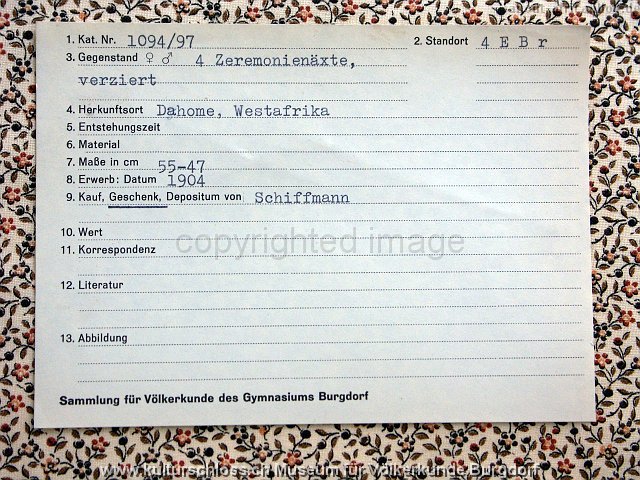 1. Kat. Nr. 1094/97 2. Standort 4 E B r
3. Gegenstand ♀ ♂ 4 Zeremonienäxte,
verziert
4. Herkunftsort Dahome, Westafrika
5. Entstehungszeit
6. Material
7. Maße in cm 55-47
8. Erwerb: Datum 1904
9. Kauf, Geschenk, Depositum von Schiffmann
10. Wert
copyrighted image
11. Korrespondenz
12. Literatur
13. Abbildung
Sammlung für Völkerkunde des Gymnasiums Burgdorf
www.kulturschloss.ch Museum für Völkerkunde Burgdorf